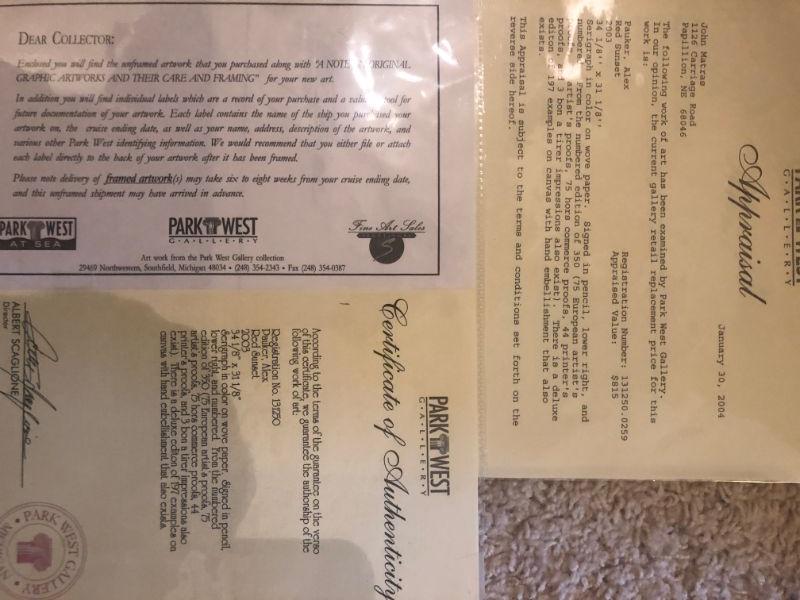 DEAR COLLECTOR:
Enclosed you will find the unframed artwork that you purchased along with "A NOTE ORIGINAL
GRAPHIC ARTWORKS AND THEIR CARE AND FRAMING" for your new art.
In addition you will find individual labels which are a record of your purchase and a tool for
future documentation of your artwork. Each label contains the name of the ship you your
artwork on, the cruise ending date, as well as your name, address, description of the artwork, and
various other Park West identifying information. We would recommend that you either file or attach
each label directly to the back of your artwork after it has been framed.
Please note delivery of framed artwork(s) may take six to eight weeks from your cruise ending date,
and this unframed shipment may have arrived in advance.
PARK WEST
AT SEA
PARK WEST
G•A•L•L•E•R•Y
Fine Art Sales
Art work from the Park West Gallery collection
29469 Northwestern, Southfield, Michigan 48034 • (248) 354-2343 • Fax (248) 354-0387
G•A•L•L•E•R•Y
Appraisal
January 30, 2004
John Matras
1126 Carriage Road
Papillion, NE 68046
The following work of art has been examined by Park West Gallery.
In our opinion, the current gallery retail replacement price for this
work is:
Registration Number: 131250.0259
Appraised Value: $815
Pauker, Alex
Red Sunset
2003
34 1/8" x 31 1/8"
Serigraph in color on wove paper. Signed in pencil, lower right, and
numbered from the numbered edition of 350 (75 European artist's
artist's proofs, 75 hors commerce proofs, 44 printer's
proofs, 3 bon a tirer impressions also exist). There is a deluxe
editon of 197 examples on canvas with hand embellishment that also
exists.
This Appraisal is subject to the terms and conditions set forth on the
reverse side hereof.
PARK WEST
G•A•L•L•E•R•Y
Certificate of Authenticity
According to the terms of the guarantee on the verso
of this certificate, we guarantee the authorship of the
following work of art:
Registration No. 131250
Pauker, Alex
Red Sunset
2003
34 1/8" x 31 1/8"
Serigraph in color on wove paper. Signed in pencil,
lower right, and numbered. From the numbered
edition of 350 (75 European artist's proofs, 75
artist's proofs, 75 hors commerce proofs, 44
printer's proofs, and 3 bon a tirer impressions also
exist). There is a deluxe editon of 197 examples on
canvas with hand embellishment that also exists.
ALBERT SCAGLIONE
Director
PARK WEST GALLERY